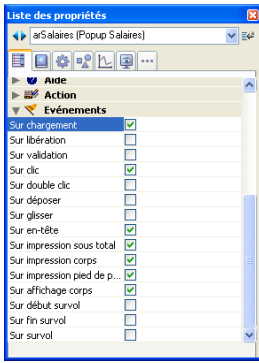 Liste des propriétés
arSalaires (Popup Salaires)
Aide
Action
Evénements
Sur chargement
Sur libération
Sur validation
Sur clic
Sur double clic
Sur déposer
Sur glisser
Sur en-tête
Sur impression sous total
Sur impression corps
Sur impression pied de p...
Sur affichage corps
Sur début survol
Sur fin survol
Sur survol